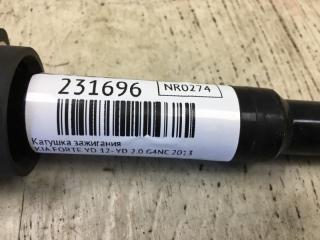 231696
NR0274
Катушка зажигания
KIA FORTE YD 12- YD 2.0 G4NC 2013